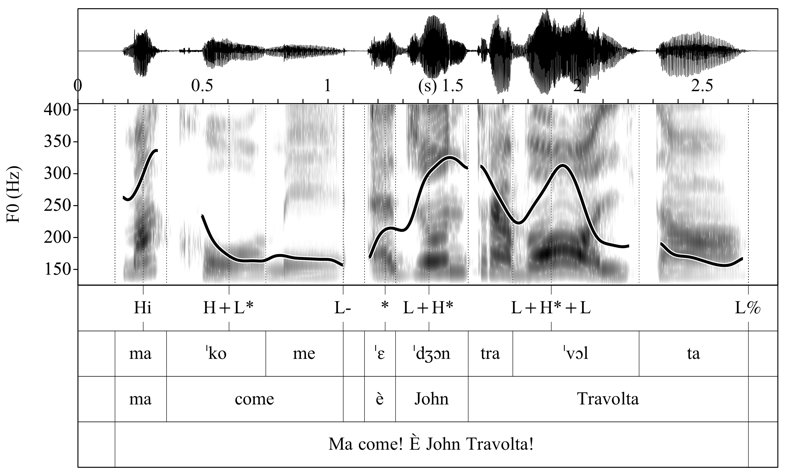 0 0.5 1 (s) 1.5 2 2.5
F0 (Hz)
400
350
300
250
200
150
Hi H+L* L- * L+H* L+H*+L L%
ma ˈko me ˈɛ ˈdʒɔn tra ˈvɔl ta
ma come è John Travolta
Ma come! È John Travolta!